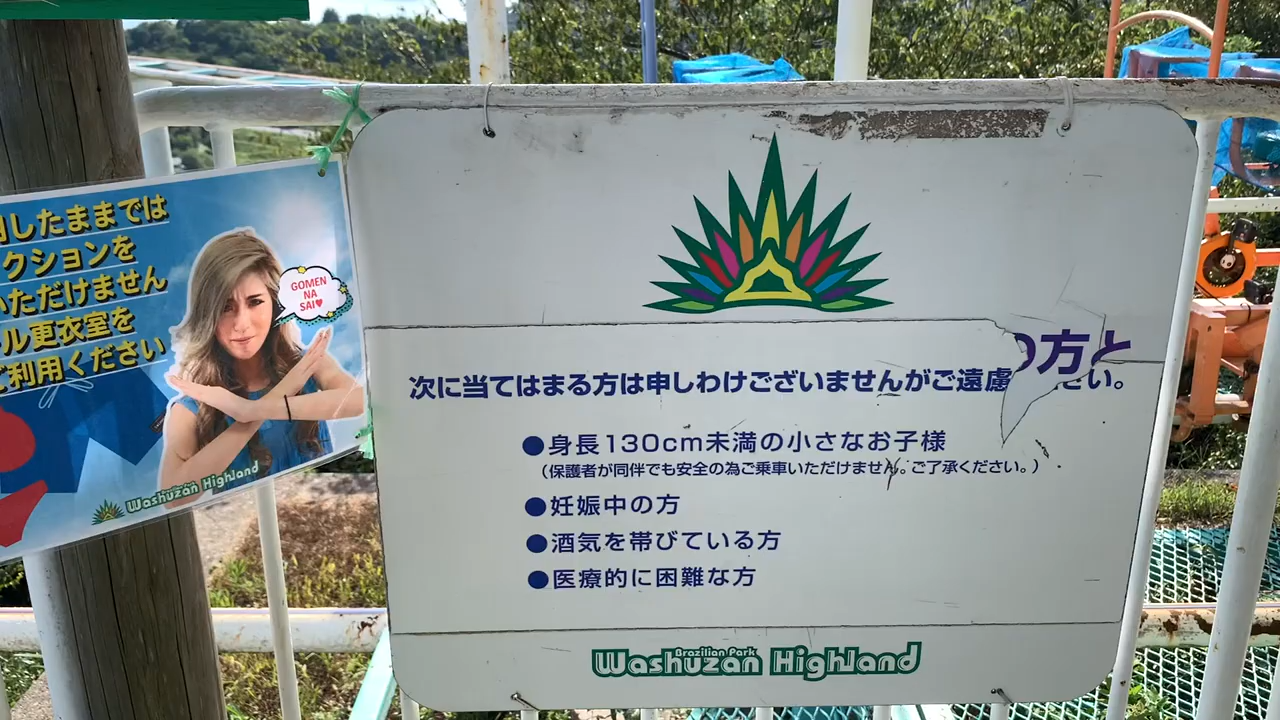 したままでは
クションを
いただけません
ル更衣室を
ご利用ください
GOMEN
NA
SAI♥
Washuzan Highland
の方と
次に当てはまる方は申しわけございませんがご遠慮 さい。
●身長130cm未満の小さなお子様
（保護者が同伴でも安全の為ご乗車いただけません。ご了承ください。）
●妊娠中の方
●酒気を帯びている方
●医療的に困難な方
Brazilian Park
Washuzan Highland